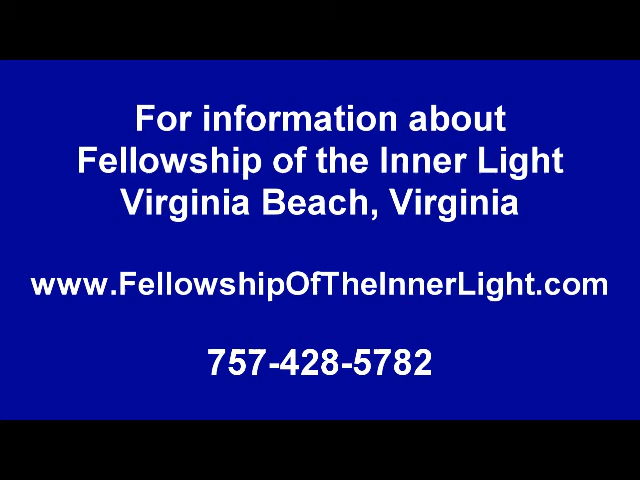 For information about
Fellowship of the Inner Light
Virginia Beach, Virginia
www.FellowshipOfTheInnerLight.com
757-428-5782